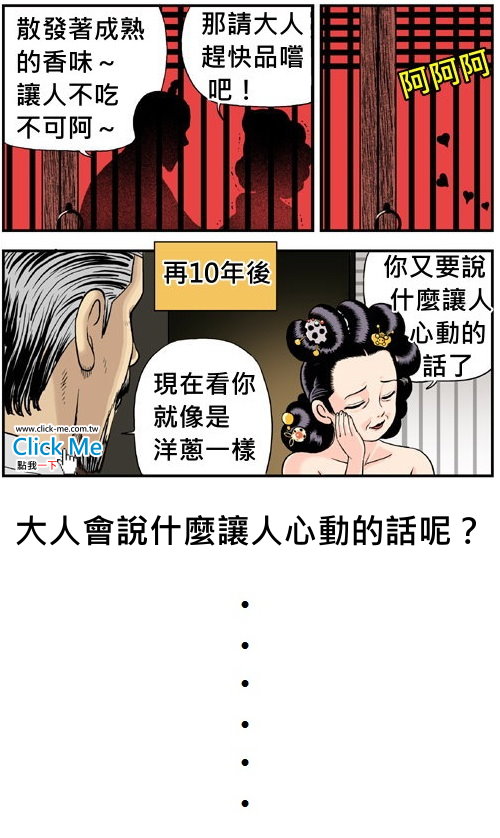 散發著成熟
的香味～
讓人不吃
不可阿～
那請大人
趕快品嚐
吧！
阿阿阿
再10年後
你又要說
什麼讓人
心動的
話了
現在看你
就像是
洋蔥一樣
www.click-me.com.tw
Click Me
點我一下
大人會說什麼讓人心動的話呢？